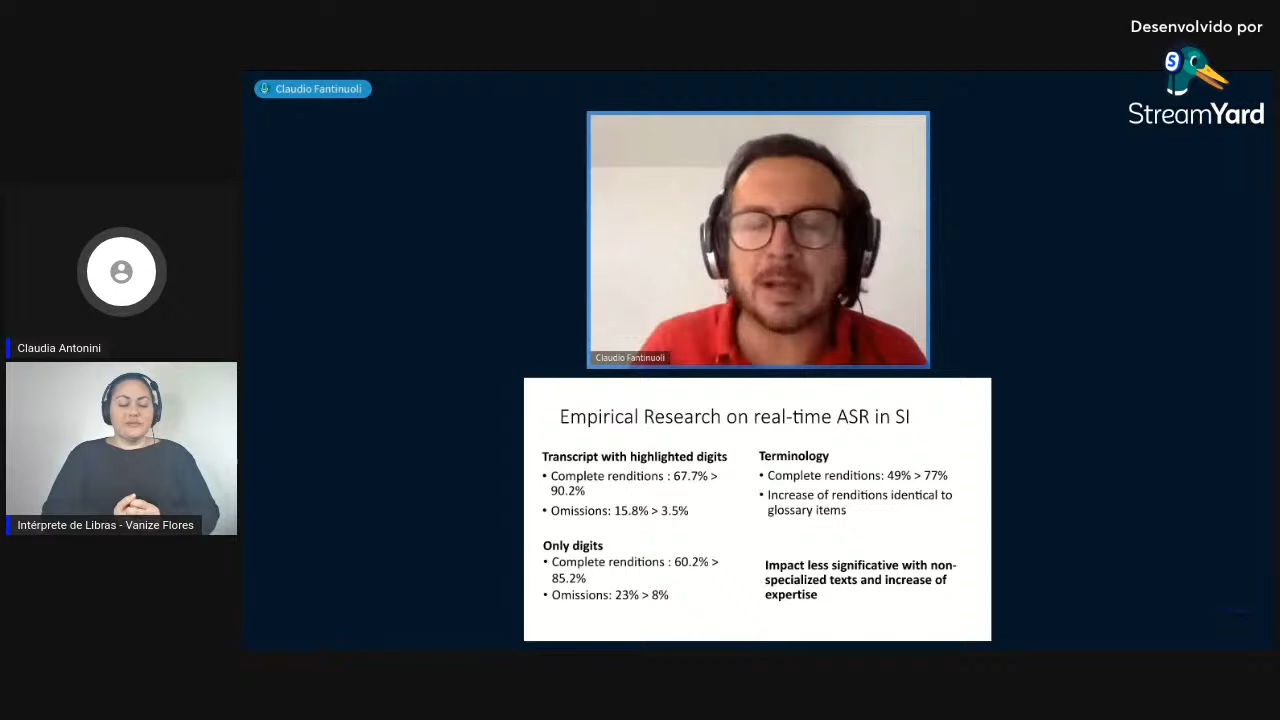 Desenvolvido por
S
StreamYard
Claudio Fantinuoli
Claudio Fantinuoli
Claudia Antonini
Intérprete de Libras - Vanize Flores
Empirical Research on real-time ASR in SI
Transcript with highlighted digits
• Complete renditions : 67.7% >
90.2%
• Omissions: 15.8% > 3.5%
Only digits
• Complete renditions : 60.2% >
85.2%
• Omissions: 23% > 8%
Terminology
• Complete renditions: 49% > 77%
• Increase of renditions identical to
glossary items
Impact less significative with non-
specialized texts and increase of
expertise